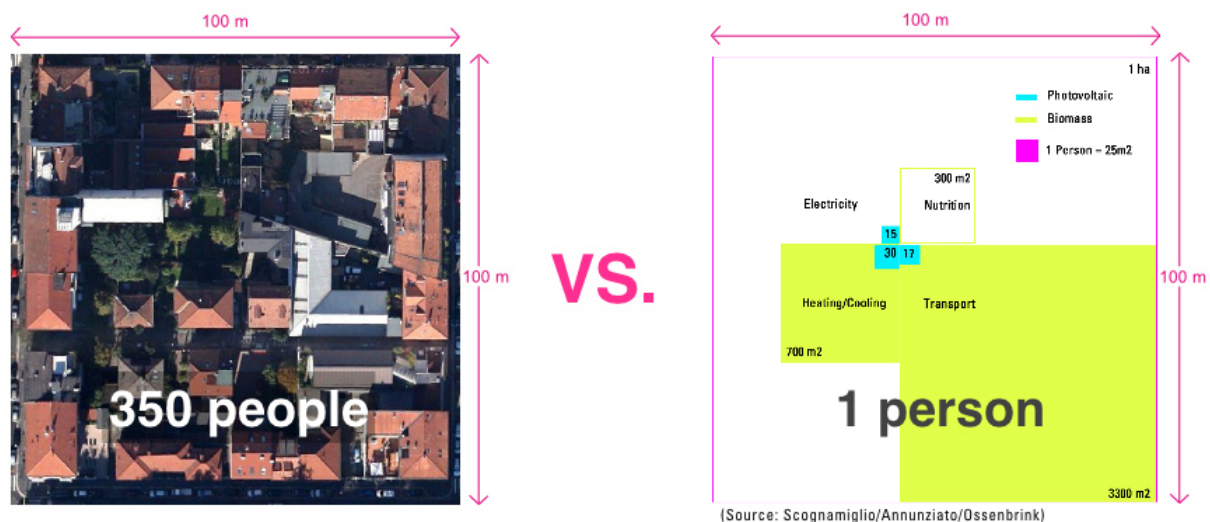 100 m
100 m
350 people
VS.
100 m
1 ha
Photovoltaic
Biomass
1 Person – 25m2
300 m2
Electricity
Nutrition
15
30
17
100 m
Heating/Cooling
Transport
700 m2
1 person
3300 m2
(Source: Scognamiglio/Annunziato/Ossenbrink)